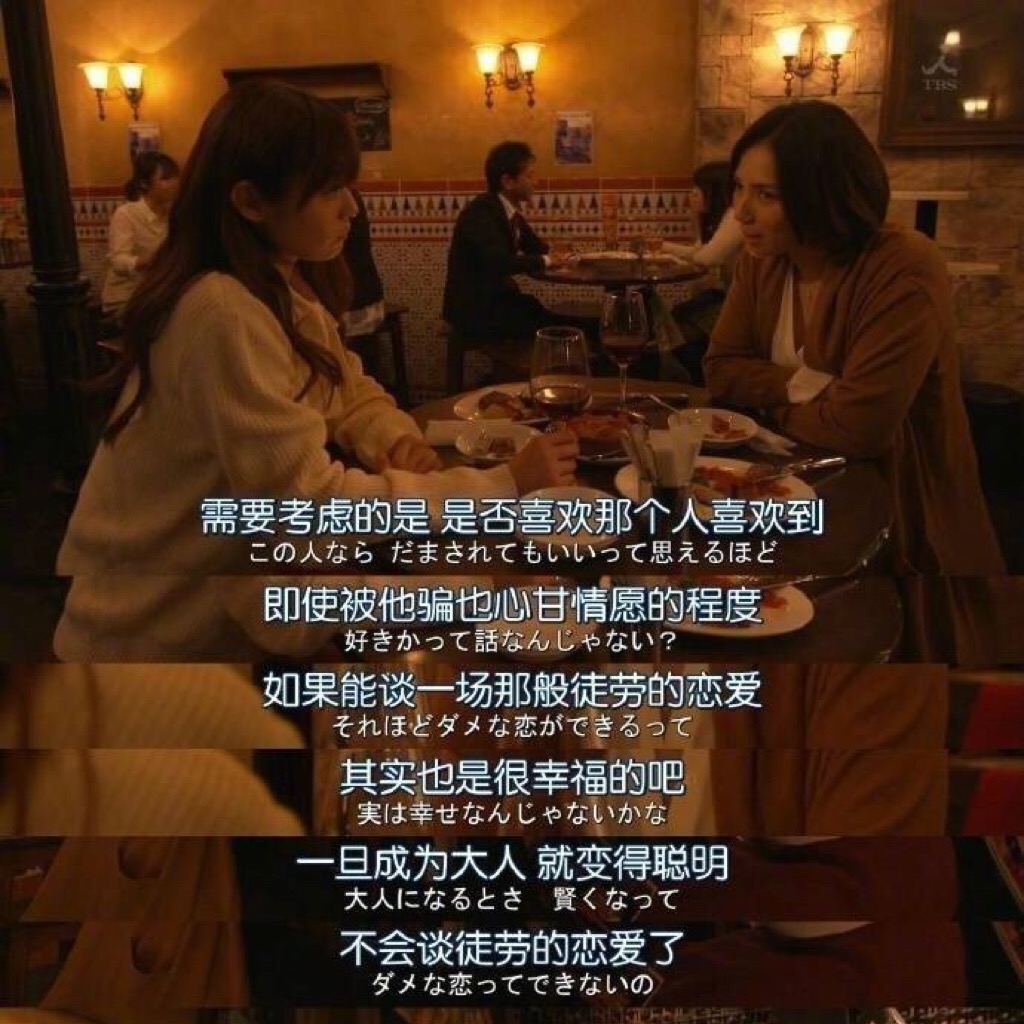 TBS
需要考虑的是 是否喜欢那个人喜欢到
この人なら だまされてもいいって思えるほど
即使被他骗也心甘情愿的程度
好きかって話なんじゃない？
如果能谈一场那般徒劳的恋爱
それほどダメな恋ができるって
其实也是很幸福的吧
実は幸せなんじゃないかな
一旦成为大人 就变得聪明
大人になるとさ 賢くなって
不会谈徒劳的恋爱了
ダメな恋ってできないの